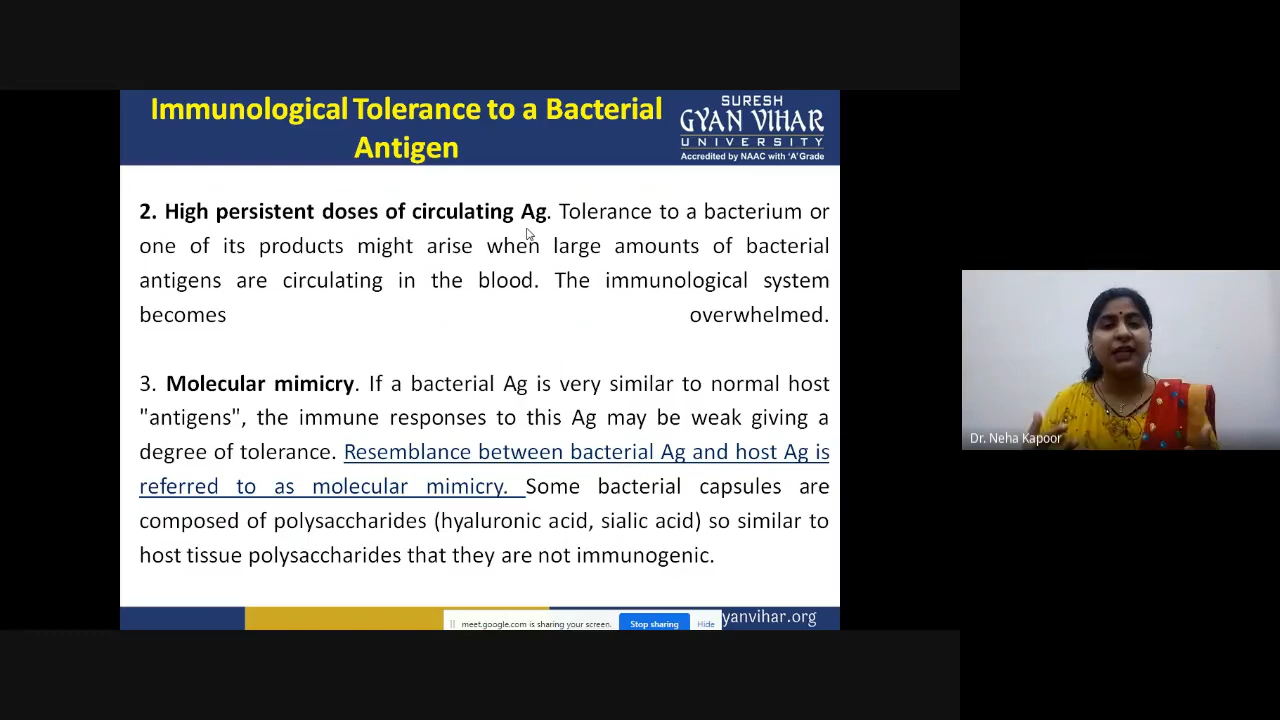 Immunological Tolerance to a Bacterial
Antigen
SURESH
GYAN VIHAR
UNIVERSITY
Accredited by NAAC with 'A' Grade
2. High persistent doses of circulating Ag. Tolerance to a bacterium or
one of its products might arise when large amounts of bacterial
antigens are circulating in the blood. The immunological system
becomes overwhelmed.
3. Molecular mimicry. If a bacterial Ag is very similar to normal host
"antigens", the immune responses to this Ag may be weak giving a
degree of tolerance. Resemblance between bacterial Ag and host Ag is
referred to as molecular mimicry. Some bacterial capsules are
composed of polysaccharides (hyaluronic acid, sialic acid) so similar to
host tissue polysaccharides that they are not immunogenic.
meet.google.com is sharing your screen. Stop sharing Hide
yanvihar.org
Dr. Neha Kapoor